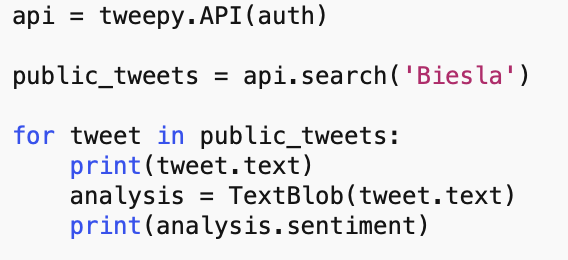 api = tweepy.API(auth)
public_tweets = api.search('Biesla')
for tweet in public_tweets:
    print(tweet.text)
    analysis = TextBlob(tweet.text)
    print(analysis.sentiment)